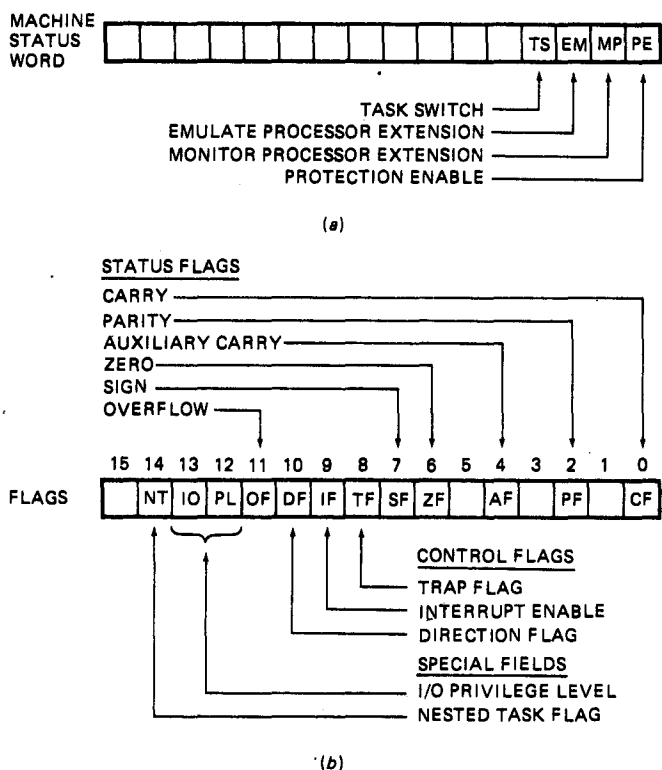 MACHINE
STATUS
WORD
TS EM MP PE
TASK SWITCH
EMULATE PROCESSOR EXTENSION
MONITOR PROCESSOR EXTENSION
PROTECTION ENABLE
(a)
STATUS FLAGS
CARRY
PARITY
AUXILIARY CARRY
ZERO
SIGN
OVERFLOW
15 14 13 12 11 10 9 8 7 6 5 4 3 2 1 0
FLAGS NT IO PL OF DF IF TF SF ZF AF PF CF
CONTROL FLAGS
TRAP FLAG
INTERRUPT ENABLE
DIRECTION FLAG
SPECIAL FIELDS
I/O PRIVILEGE LEVEL
NESTED TASK FLAG
(b)